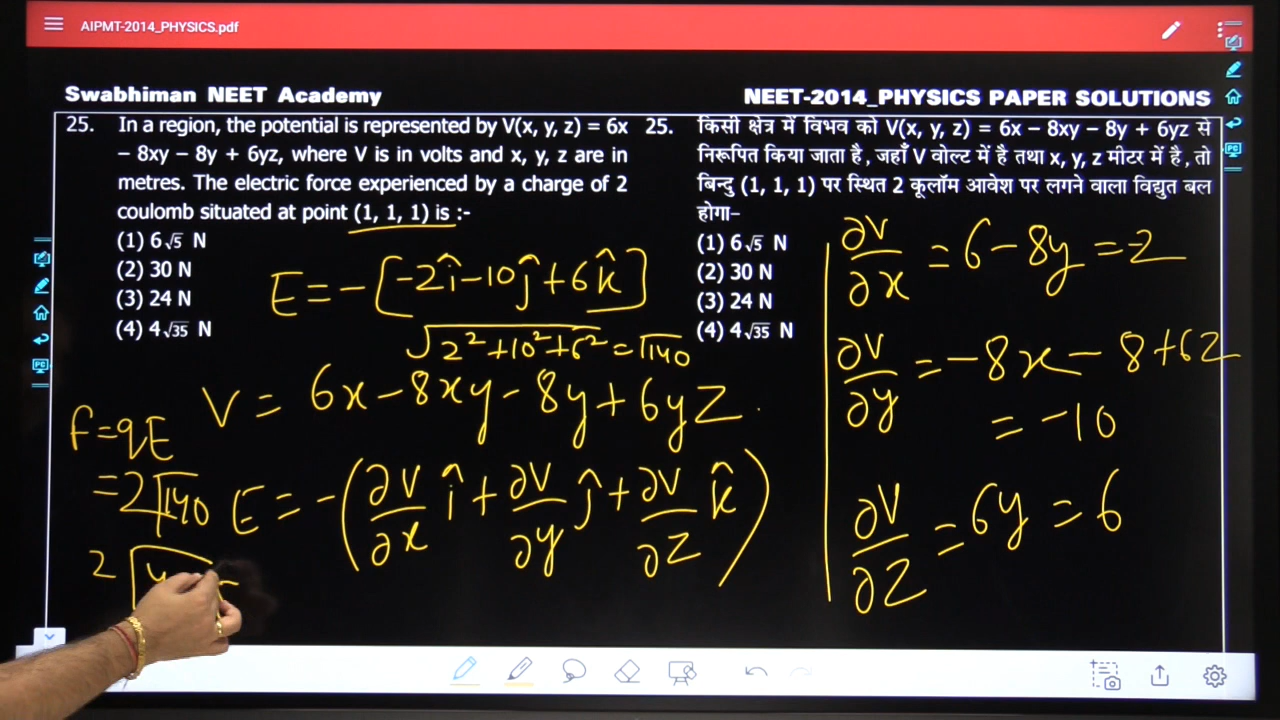 AIPMT-2014_PHYSICS.pdf
Swabhiman NEET Academy
NEET-2014_PHYSICS PAPER SOLUTIONS
25. In a region, the potential is represented by V(x, y, z) = 6x
– 8xy – 8y + 6yz, where V is in volts and x, y, z are in
metres. The electric force experienced by a charge of 2
coulomb situated at point (1, 1, 1) is :-
(1) 6√5 N
(2) 30 N
(3) 24 N
(4) 4√35 N
25. किसी क्षेत्र में विभव को V(x, y, z) = 6x – 8xy – 8y + 6yz से
निरूपित किया जाता है, जहाँ V वोल्ट में है तथा x, y, z मीटर में है, तो
बिन्दु (1, 1, 1) पर स्थित 2 कूलॉम आवेश पर लगने वाला विद्युत बल
होगा–
(1) 6√5 N
(2) 30 N
(3) 24 N
(4) 4√35 N
E = -[-2î-10ĵ+6k̂]
√2²+10²+6² = √140
V = 6x-8xy-8y+6yz
E = -(∂V/∂x î + ∂V/∂y ĵ + ∂V/∂z k̂)
F=qE
=2√140
2√4
∂V/∂x = 6-8y = -2
∂V/∂y = -8x-8+6z
= -10
∂V/∂z = 6y = 6
PC
PC